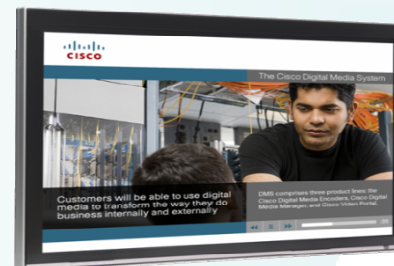 CISCO
The Cisco Digital Media System
Customers will be able to use digital
media to transform the way they do
business internally and externally
DMS comprises three product lines: the
Cisco Digital Media Encoders, Cisco Digital
Media Manager, and Cisco Video Portal.